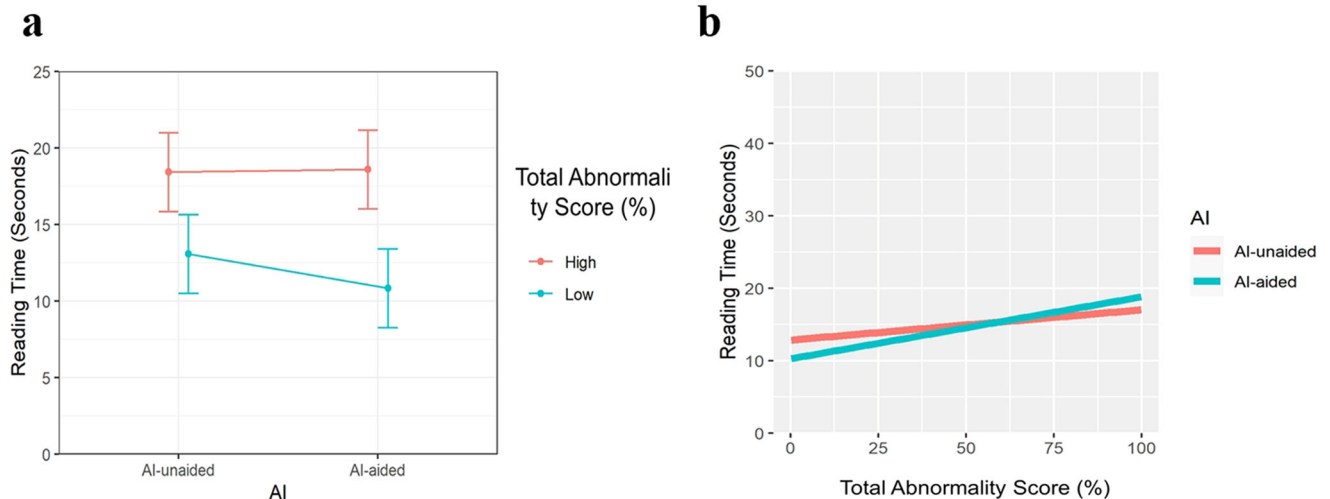 a
25
20
15
10
5
0
Reading Time (Seconds)
AI-unaided
AI-aided
AI
Total Abnormali
ty Score (%)
High
Low
b
50
40
30
20
10
0
Reading Time (Seconds)
0
25
50
75
100
Total Abnormality Score (%)
AI
AI-unaided
AI-aided